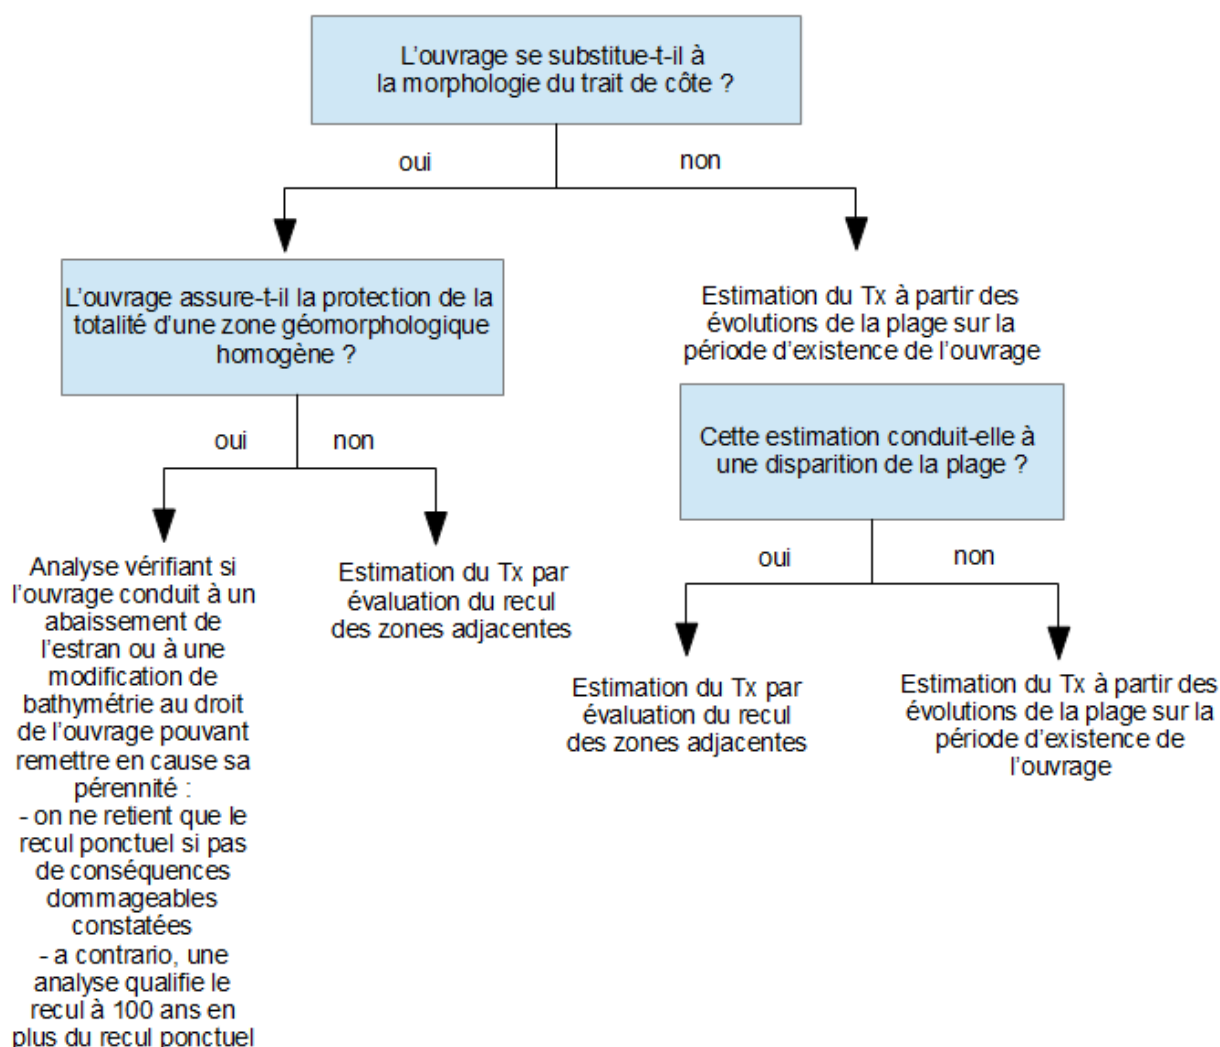 L'ouvrage se substitue-t-il à
la morphologie du trait de côte ?
oui
non
L'ouvrage assure-t-il la protection de la
totalité d'une zone géomorphologique
homogène ?
Estimation du Tx à partir des
évolutions de la plage sur la
période d'existence de l'ouvrage
oui
non
Cette estimation conduit-elle à
une disparition de la plage ?
Analyse vérifiant si
l'ouvrage conduit à un
abaissement de
l'estran ou à une
modification de
bathymétrie au droit
de l'ouvrage pouvant
remettre en cause sa
pérennité :
- on ne retient que le
recul ponctuel si pas
de conséquences
dommageables
constatées
- a contrario, une
analyse qualifie le
recul à 100 ans en
plus du recul ponctuel
Estimation du Tx par
évaluation du recul
des zones adjacentes
oui
non
Estimation du Tx par
évaluation du recul
des zones adjacentes
Estimation du Tx à partir des
évolutions de la plage sur la
période d'existence de
l'ouvrage